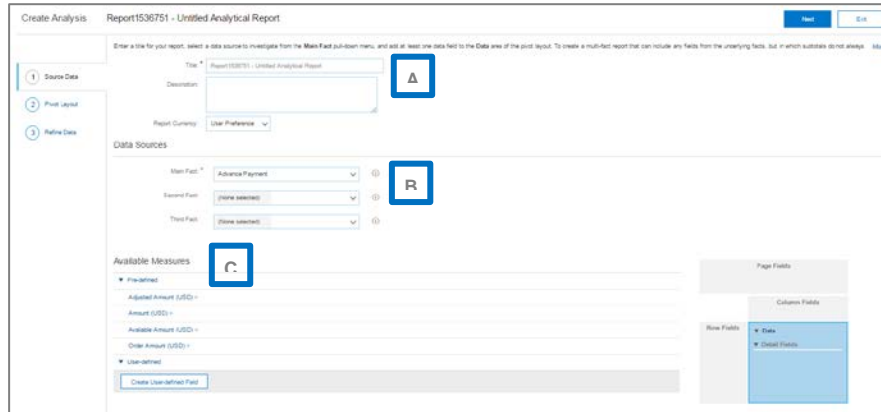 Create Analysis Report1536751 - Untitled Analytical Report Next Exit
Enter a title for your report, select a data source to investigate from the Main Fact pull-down menu, and add at least one data field to the Data area of the pivot layout. To create a multi-fact report that can include any fields from the underlying facts, but in which subtotals do not always
Title: * Report1536751 - Untitled Analytical Report A
1 Source Data
Description:
2 Pivot Layout
Report Currency: User Preference
3 Refine Data
Data Sources
Main Fact: * Advance Payment
B
Second Fact: (none selected)
Third Fact: (none selected)
Available Measures C
Page Fields
▼ Pre-defined
Adjusted Amount (USD)
Amount (USD)
Column Fields
Available Amount (USD)
Row Fields ▼ Data
Order Amount (USD)
▼ Detail Fields
▼ User-defined
Create User-defined Field